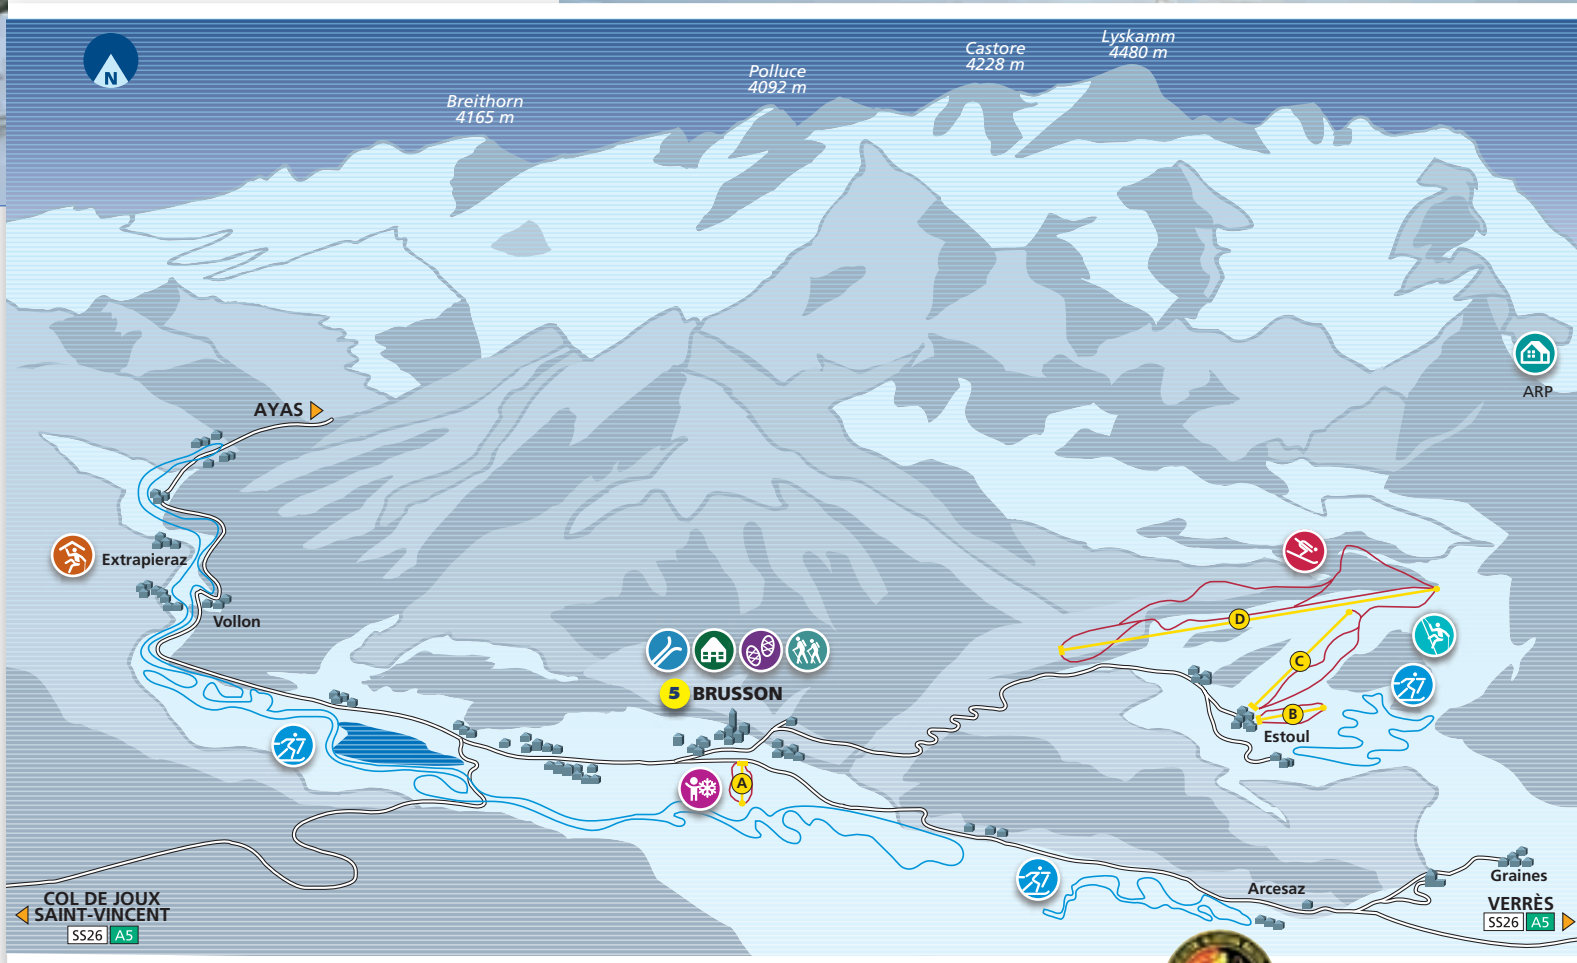 N
Lyskamm
4480 m
Castore
4228 m
Polluce
4092 m
Breithorn
4165 m
ARP
AYAS
Extrapieraz
Vollon
D
C
B
Estoul
5 BRUSSON
A
COL DE JOUX
SAINT-VINCENT
SS26 A5
Arcesaz
Graines
VERRÈS
SS26 A5